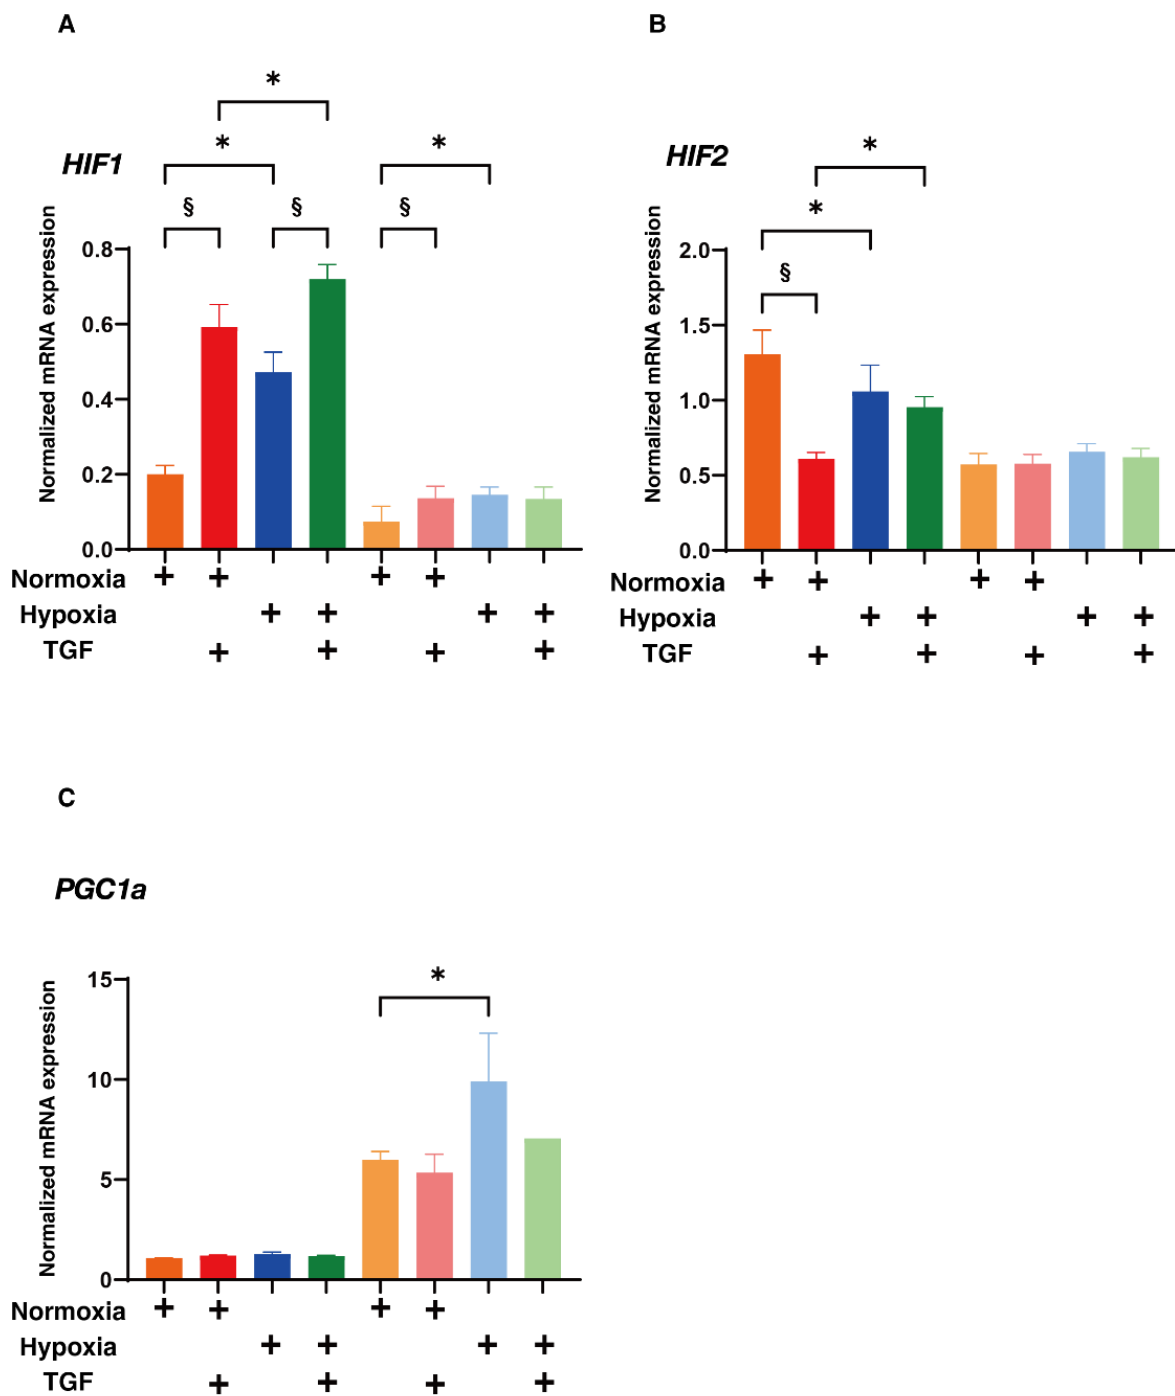 A
*
*
*
HIF1
§
§
§
Normalized mRNA expression
0.8
0.6
0.4
0.2
0.0
Normoxia + + + +
Hypoxia + + + +
TGF + + + +
B
*
HIF2
*
§
Normalized mRNA expression
2.0
1.5
1.0
0.5
0.0
Normoxia + + + +
Hypoxia + + + +
TGF + + + +
C
PGC1a
*
Normalized mRNA expression
15
10
5
0
Normoxia + + + +
Hypoxia + + + +
TGF + + + +